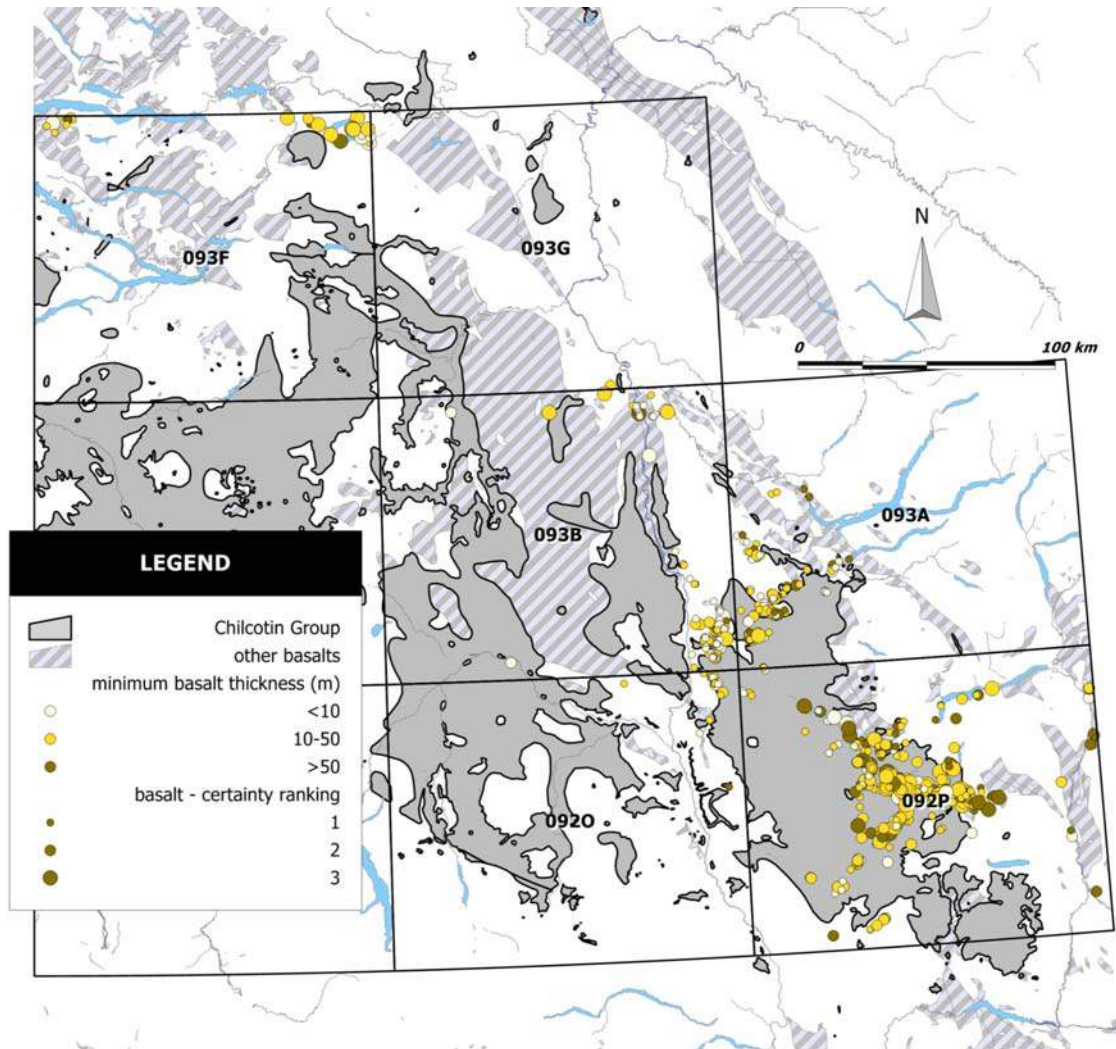 093F
093G
N
0 100 km
093B
093A
LEGEND
Chilcotin Group
other basalts
minimum basalt thickness (m)
<10
10-50
>50
basalt - certainty ranking
1
2
3
092O
092P